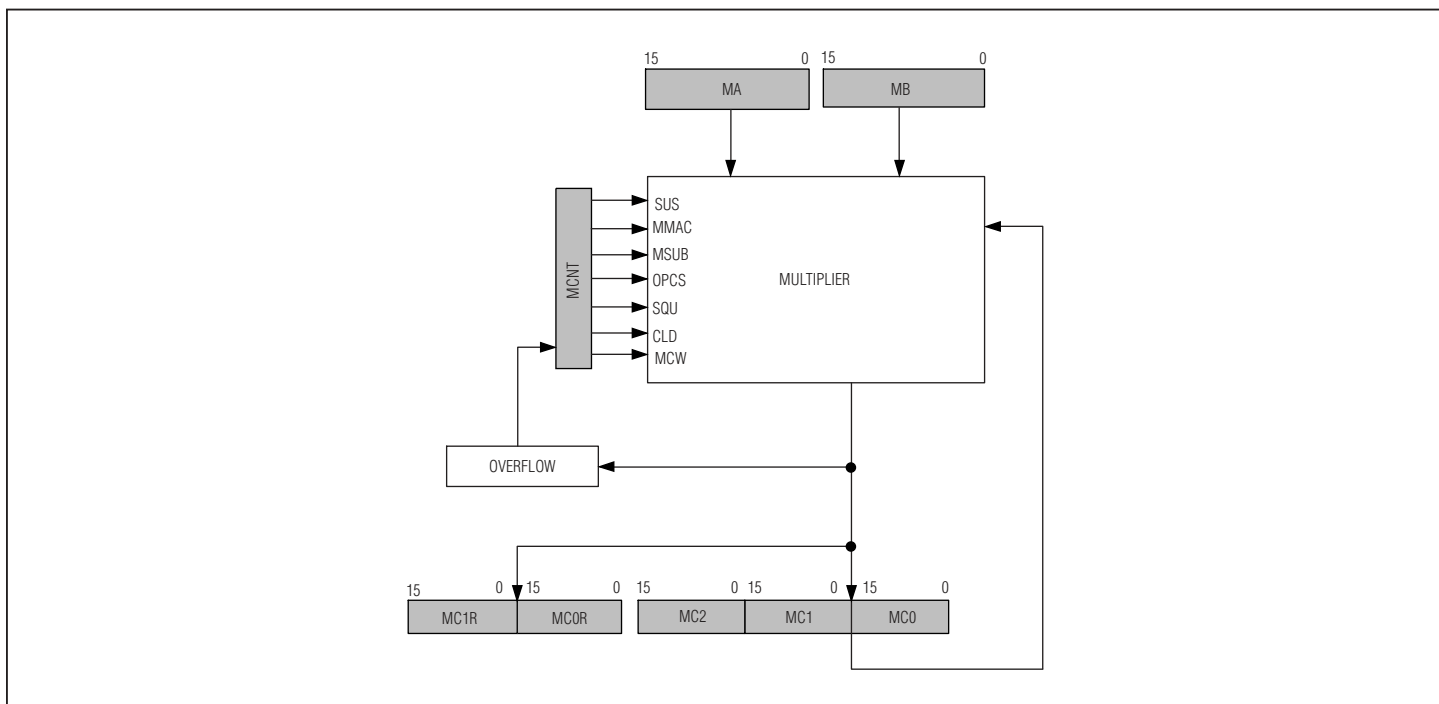 15 0 15 0
MA MB
MCNT
SUS
MMAC
MSUB
OPCS
SQU
CLD
MCW
MULTIPLIER
OVERFLOW
15 0 15 0 15 0 15 0 15 0
MC1R MC0R MC2 MC1 MC0